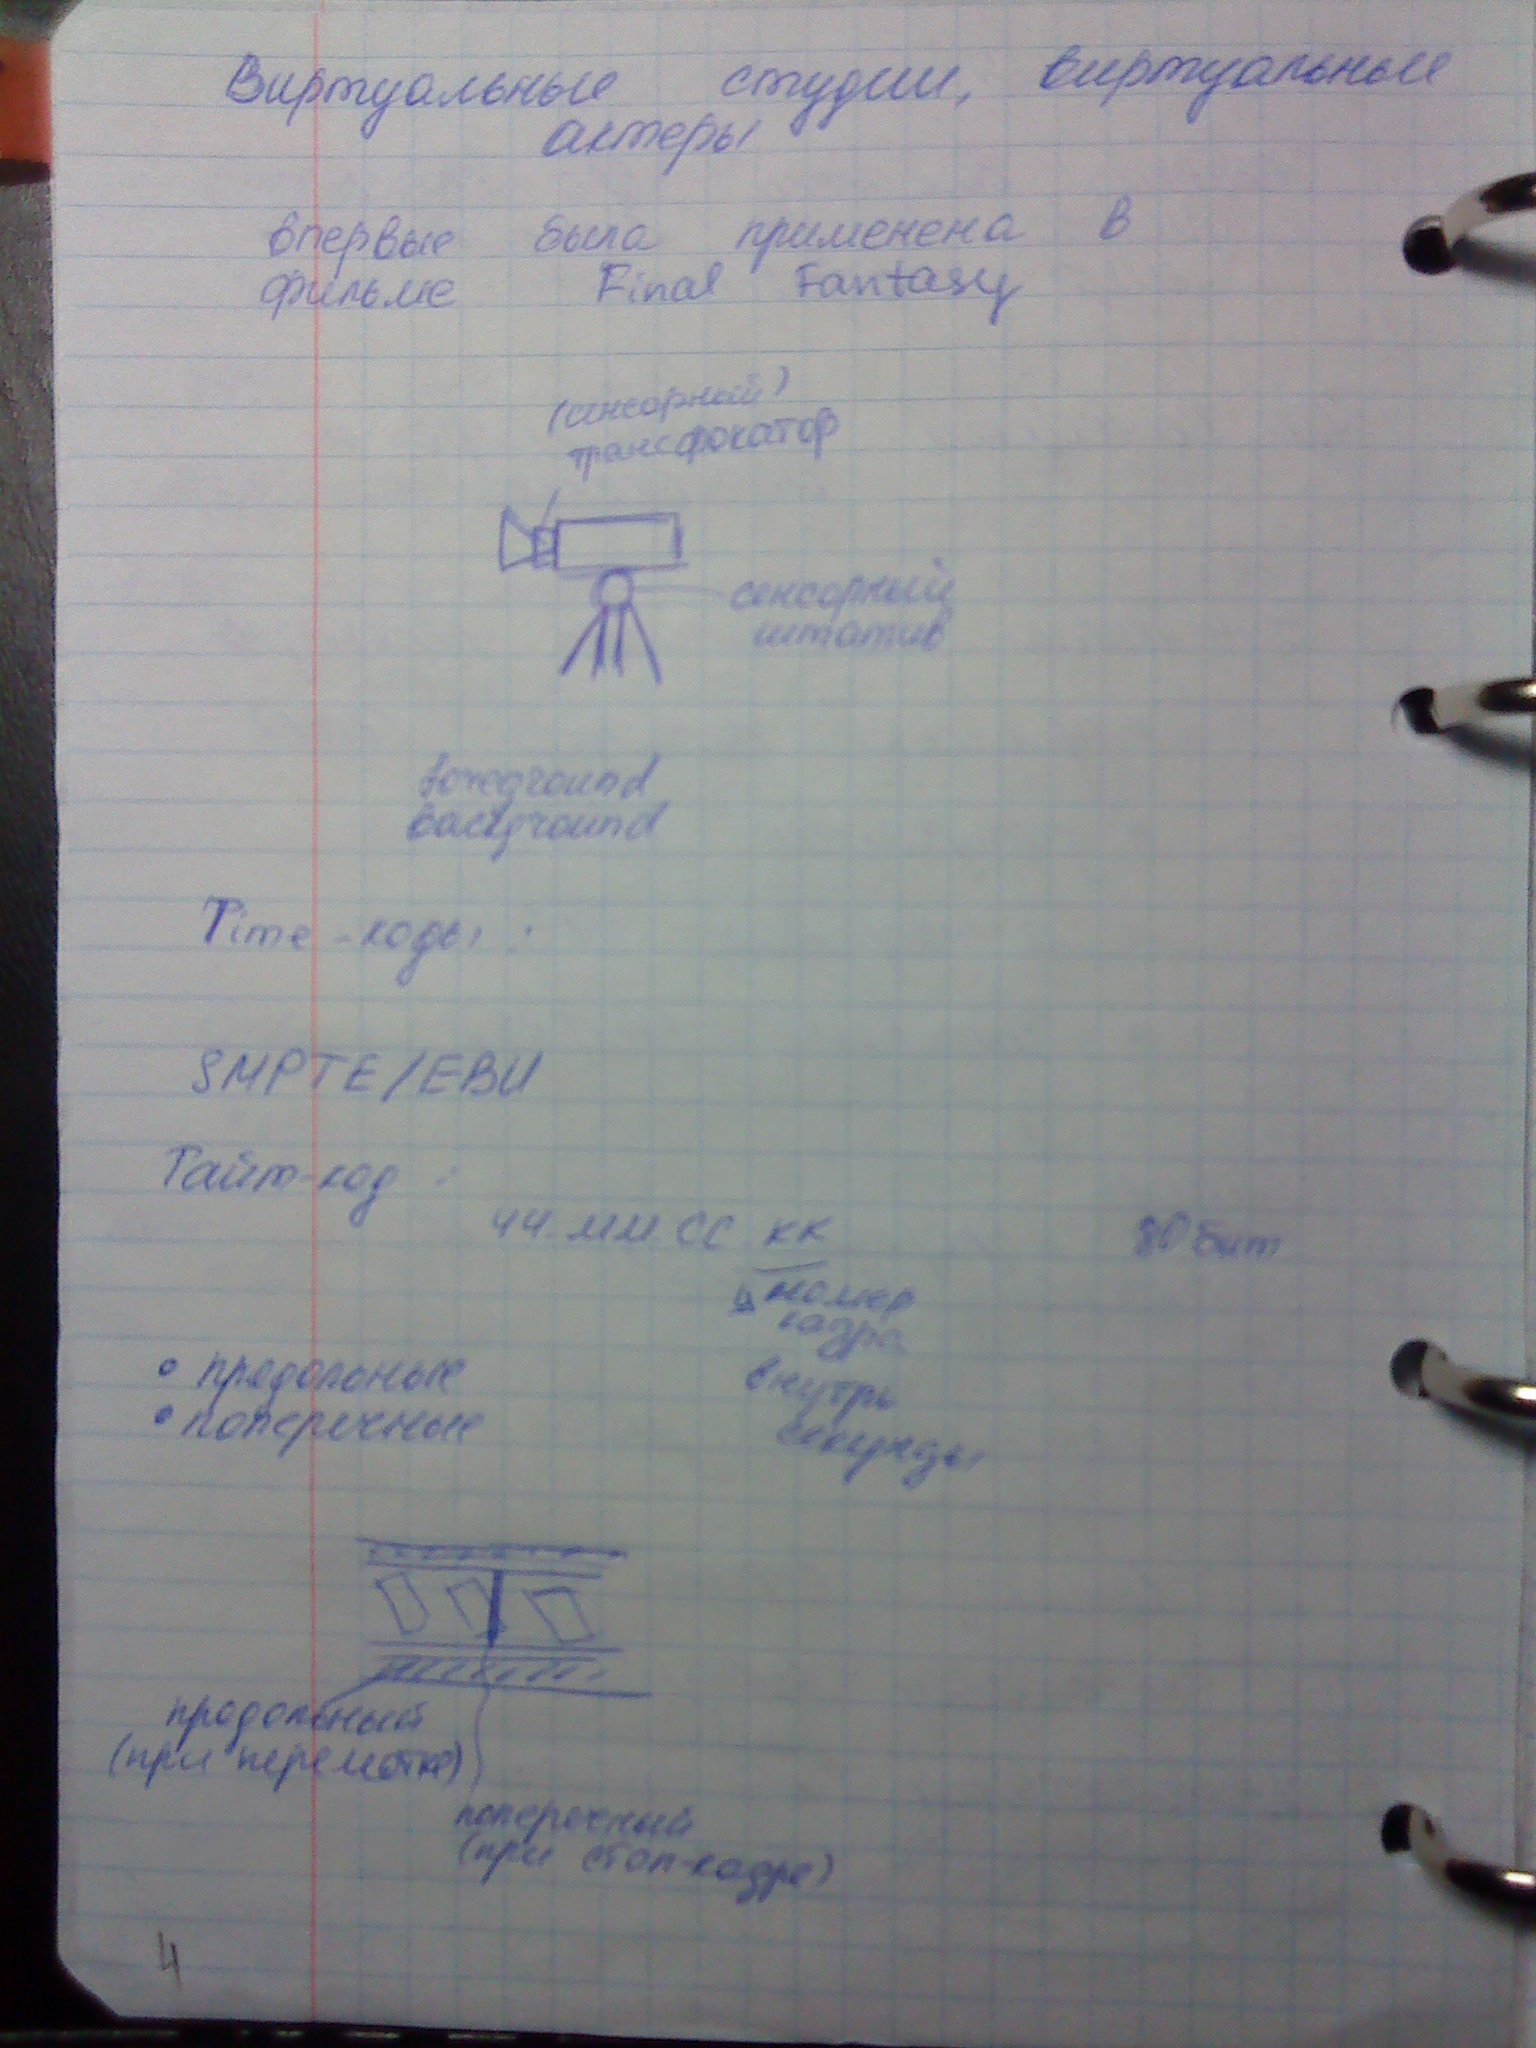 Виртуальные студии, виртуальные
актеры
впервые была применена в
фильме Final Fantasy
(сенсорный)
трансфокатор
сенсорный
штатив
foreground
background
Time-коды :
SMPTE/EBU
Тайм-код :
ЧЧ.ММ СС КК 80 бит
номер
кадра
внутри
секунды
• продольные
• поперечные
продольный
(при перемотке)
поперечный
(при стоп-кадре)
4